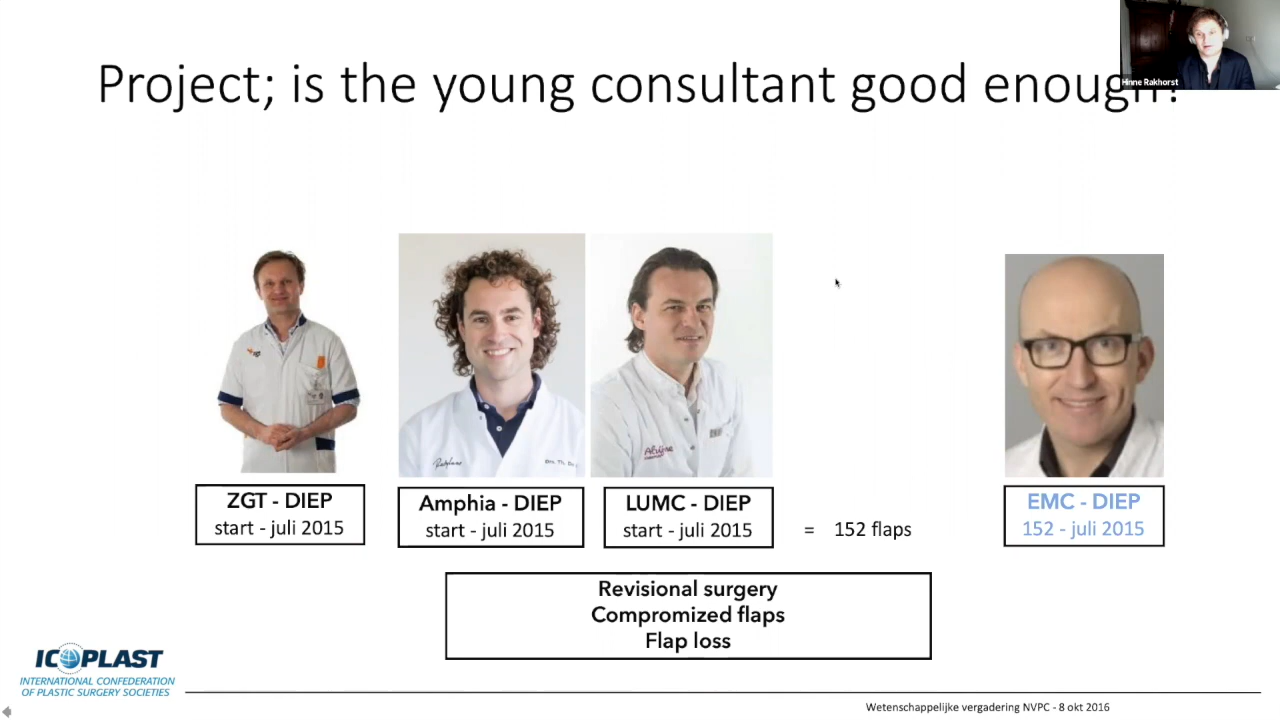 Project; is the young consultant good enough?
Hinne Rakhorst
ZGT - DIEP
start - juli 2015
Amphia - DIEP
start - juli 2015
LUMC - DIEP
start - juli 2015
= 152 flaps
EMC - DIEP
152 - juli 2015
Revisional surgery
Compromized flaps
Flap loss
ICOPLAST
INTERNATIONAL CONFEDERATION
OF PLASTIC SURGERY SOCIETIES
Wetenschappelijke vergadering NVPC - 8 okt 2016